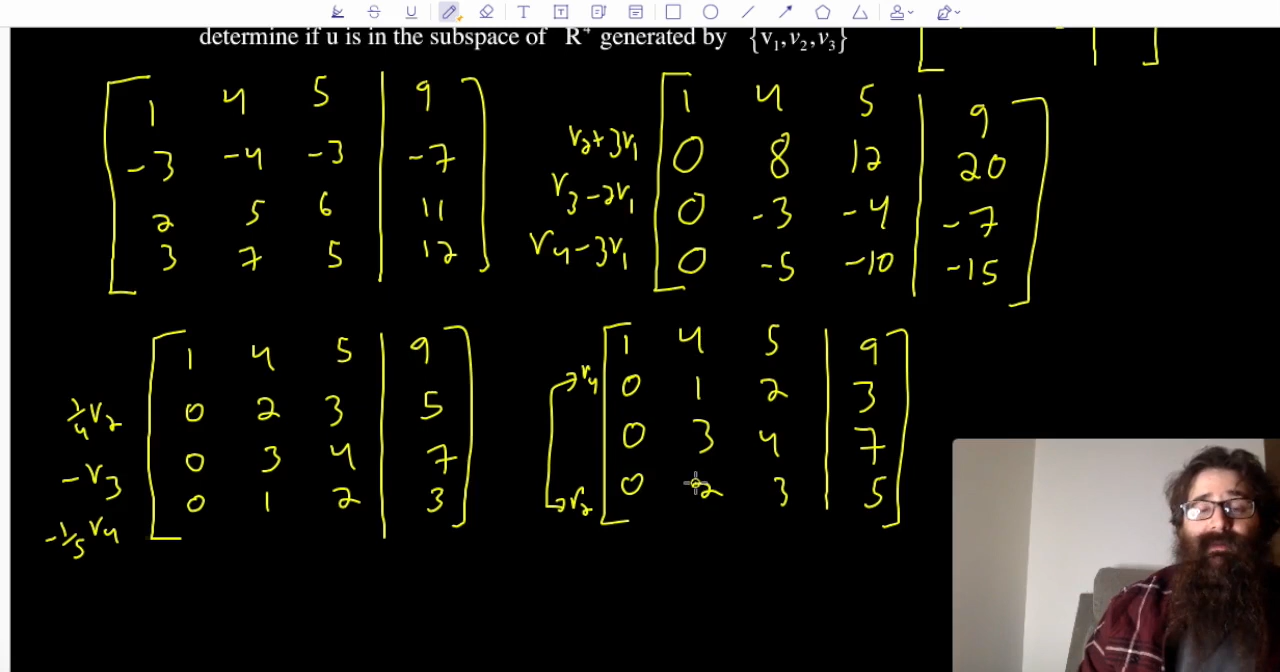 determine if u is in the subspace of R⁴ generated by {v₁,v₂,v₃}
1 4 5 | 9
-3 -4 -3 | -7
2 5 6 | 11
3 7 5 | 12
1 4 5 | 9
r₂+3r₁ 0 8 12 | 20
r₃-2r₁ 0 -3 -4 | -7
r₄-3r₁ 0 -5 -10 | -15
1 4 5 | 9
¼r₂ 0 2 3 | 5
-r₃ 0 3 4 | 7
-⅕r₄ 0 1 2 | 3
1 4 5 | 9
r₄ 0 1 2 | 3
0 3 4 | 7
r₂ 0 2 3 | 5